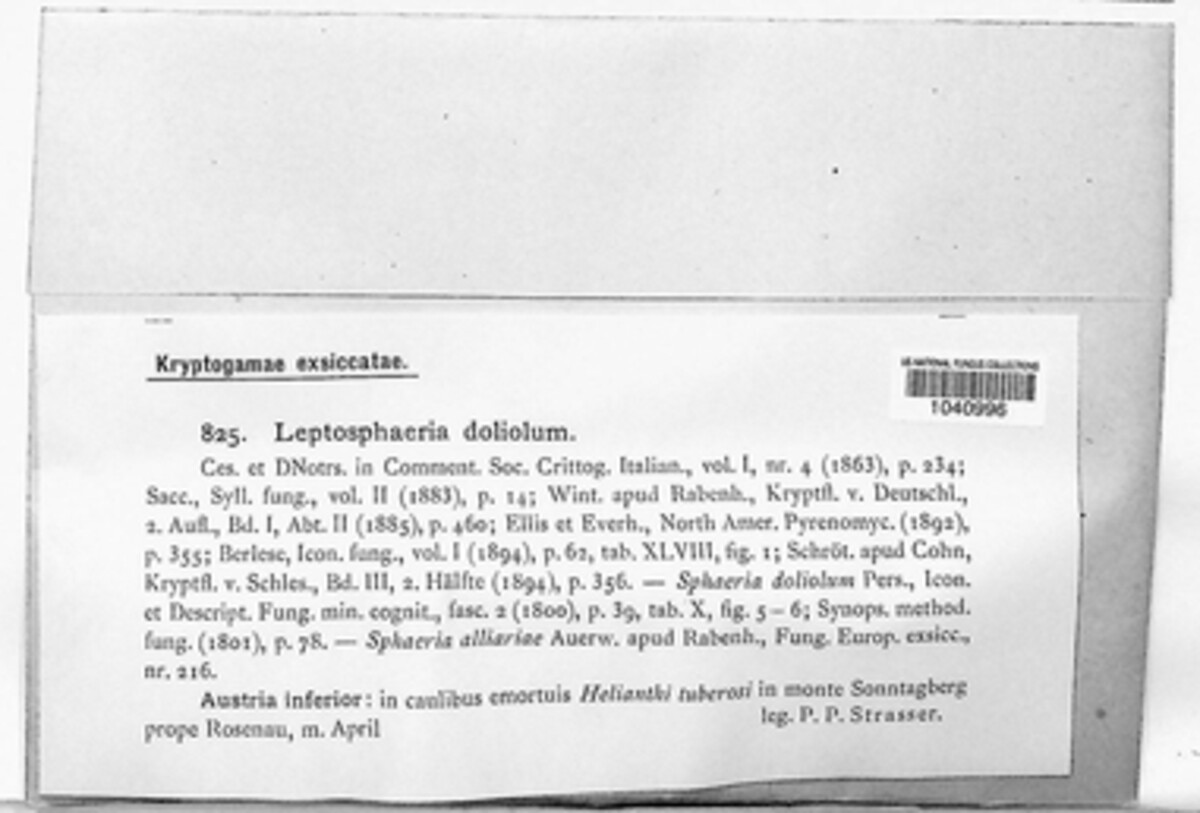 Kryptogamae exsiccatae.
US NATIONAL FUNGUS COLLECTIONS
1040996
825. Leptosphaeria doliolum.
Ces. et DNotrs. in Comment. Soc. Crittog. Italian., vol. I, nr. 4 (1863), p. 234;
Sacc., Syll. fung., vol. II (1883), p. 14; Wint. apud Rabenh., Kryptfl. v. Deutschl.,
2. Aufl., Bd. I, Abt. II (1885), p. 460; Ellis et Everh., North Amer. Pyrenomyc. (1892),
p. 355; Berlese, Icon. fung., vol. I (1894), p. 62, tab. XLVIII, fig. 1; Schröt. apud Cohn,
Kryptfl. v. Schles., Bd. III, 2. Hälfte (1894), p. 356. — Sphaeria doliolum Pers., Icon.
et Descript. Fung. min. cognit., fasc. 2 (1800), p. 39, tab. X, fig. 5–6; Synops. method.
fung. (1801), p. 78. — Sphaeria alliariae Auerw. apud Rabenh., Fung. Europ. exsicc.,
nr. 216.
Austria inferior: in caulibus emortuis Helianthi tuberosi in monte Sonntagberg
prope Rosenau, m. April
leg. P. P. Strasser.